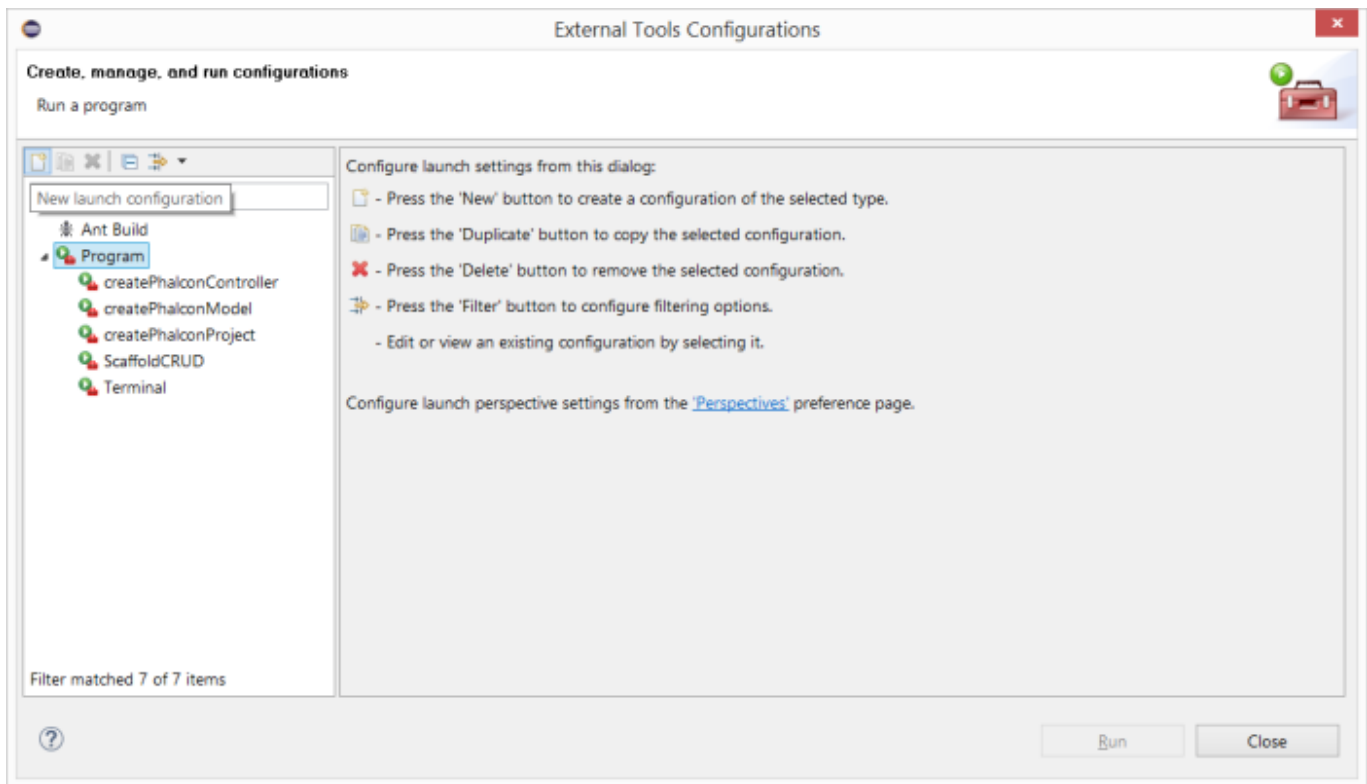 External Tools Configurations
Create, manage, and run configurations
Run a program
New launch configuration
Ant Build
Program
createPhalconController
createPhalconModel
createPhalconProject
ScaffoldCRUD
Terminal
Filter matched 7 of 7 items
Configure launch settings from this dialog:
- Press the 'New' button to create a configuration of the selected type.
- Press the 'Duplicate' button to copy the selected configuration.
- Press the 'Delete' button to remove the selected configuration.
- Press the 'Filter' button to configure filtering options.
- Edit or view an existing configuration by selecting it.
Configure launch perspective settings from the 'Perspectives' preference page.
Run
Close